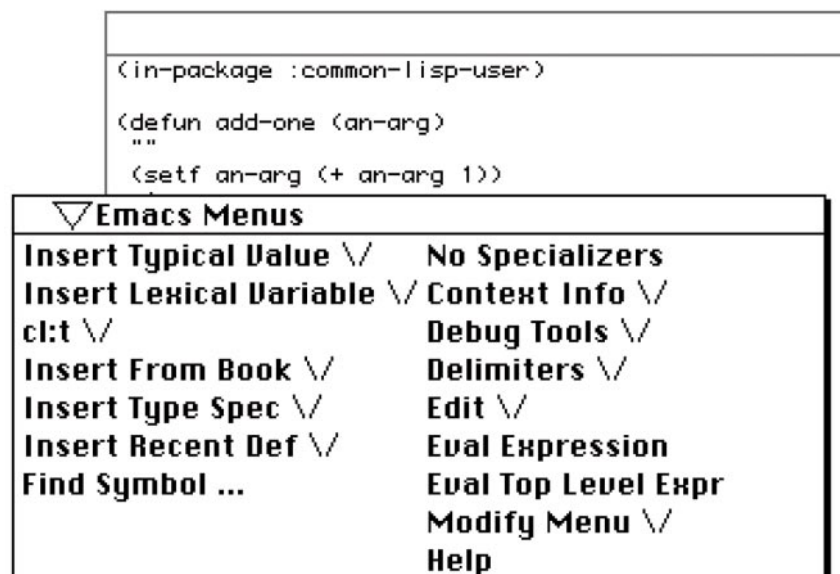 (in-package :common-lisp-user)
(defun add-one (an-arg)
""
(setf an-arg (+ an-arg 1))
▽Emacs Menus
Insert Typical Value \/
Insert Lexical Variable \/
cl:t \/
Insert From Book \/
Insert Type Spec \/
Insert Recent Def \/
Find Symbol ...
No Specializers
Context Info \/
Debug Tools \/
Delimiters \/
Edit \/
Eval Expression
Eval Top Level Expr
Modify Menu \/
Help